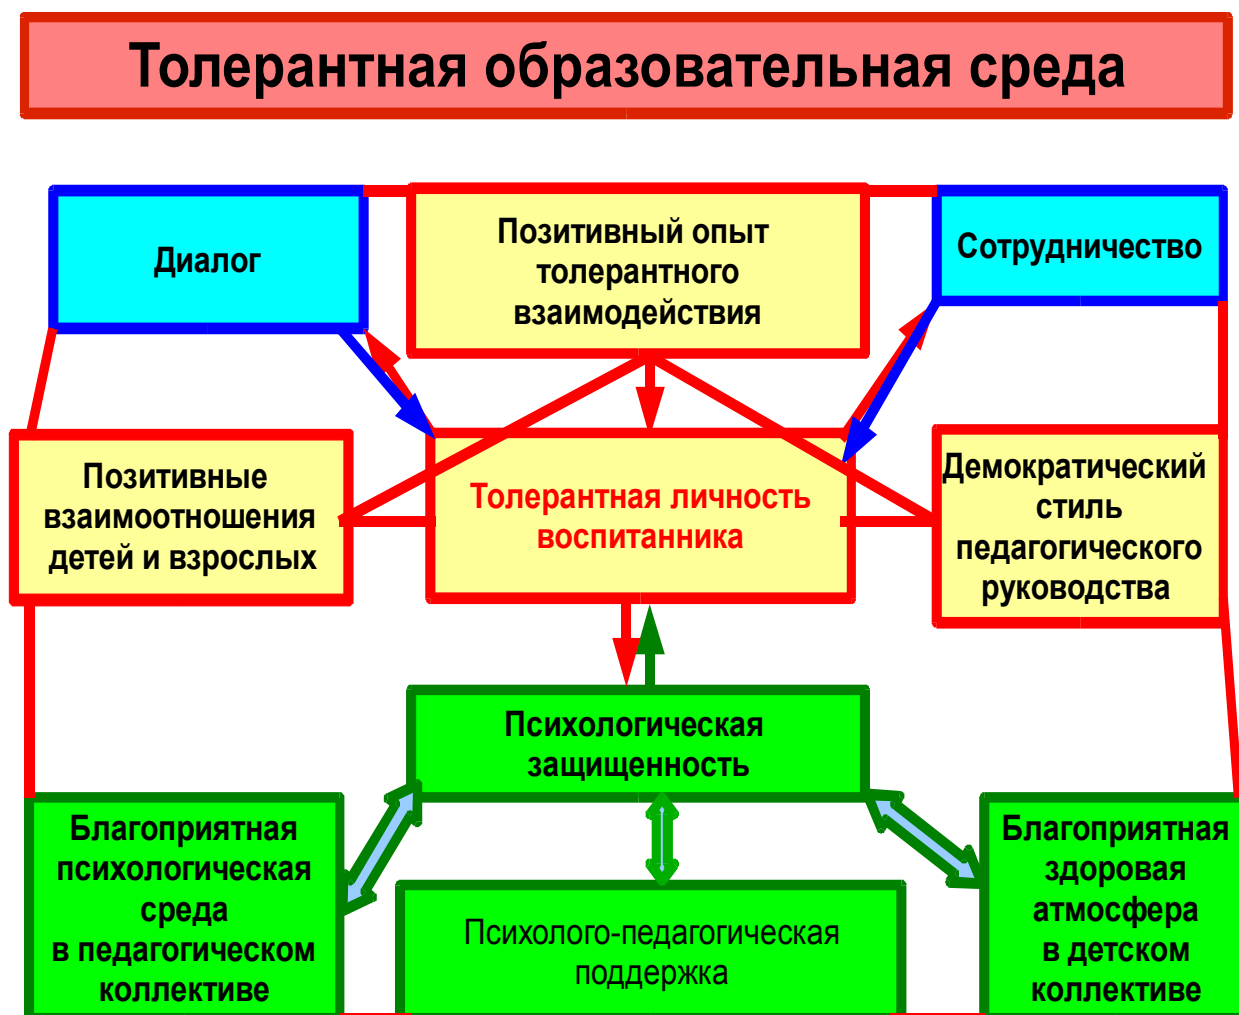 Толерантная образовательная среда
Диалог
Позитивный опыт
толерантного
взаимодействия
Сотрудничество
Позитивные
взаимоотношения
детей и взрослых
Толерантная личность
воспитанника
Демократический
стиль
педагогического
руководства
Психологическая
защищенность
Благоприятная
психологическая
среда
в педагогическом
коллективе
Психолого-педагогическая
поддержка
Благоприятная
здоровая
атмосфера
в детском
коллективе